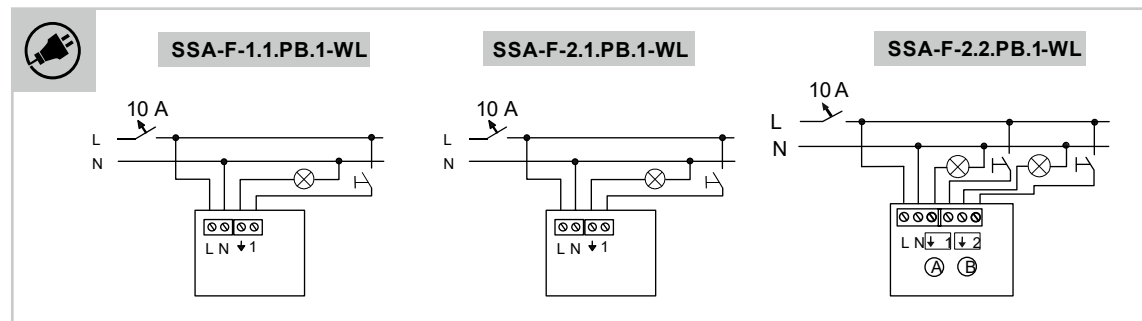 SSA-F-1.1.PB.1-WL
10 A
L
N
L N ↓ 1
SSA-F-2.1.PB.1-WL
10 A
L
N
L N ↓ 1
SSA-F-2.2.PB.1-WL
10 A
L
N
L N ↓ 1 ↓ 2
A B